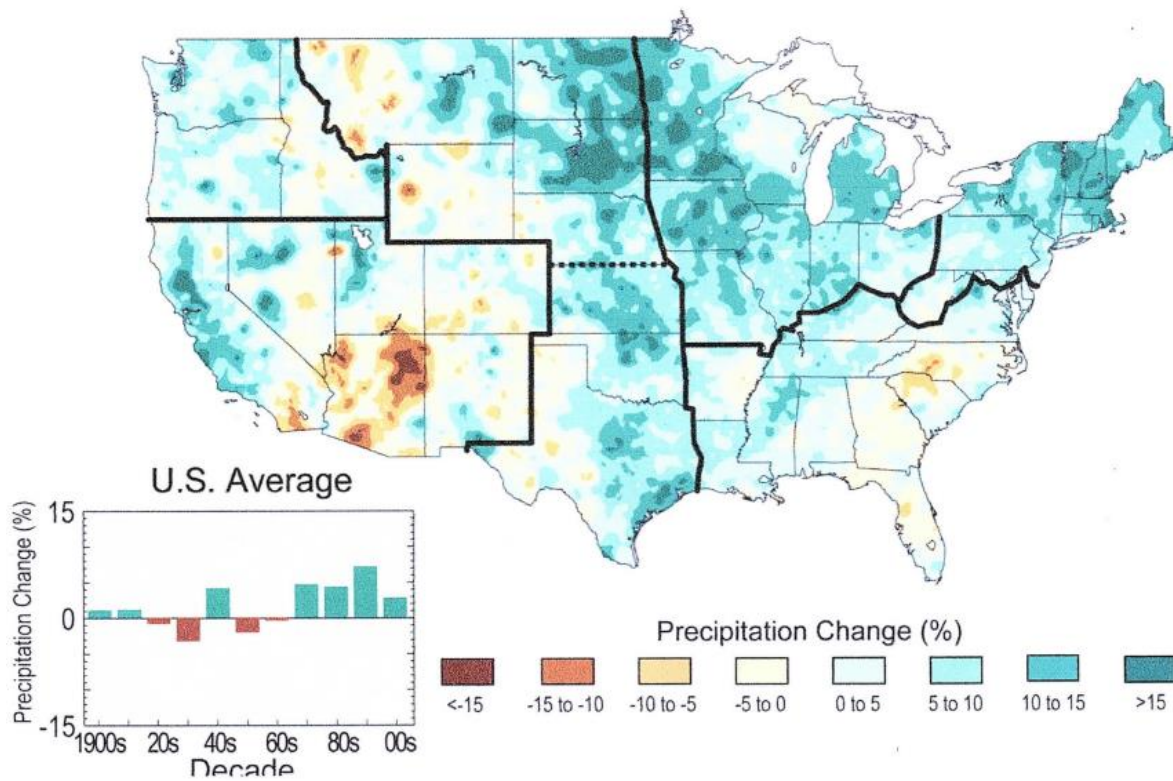 U.S. Average
15
0
-15
Precipitation Change (%)
1900s 20s 40s 60s 80s 00s
Decade
Precipitation Change (%)
<-15 -15 to -10 -10 to -5 -5 to 0 0 to 5 5 to 10 10 to 15 >15